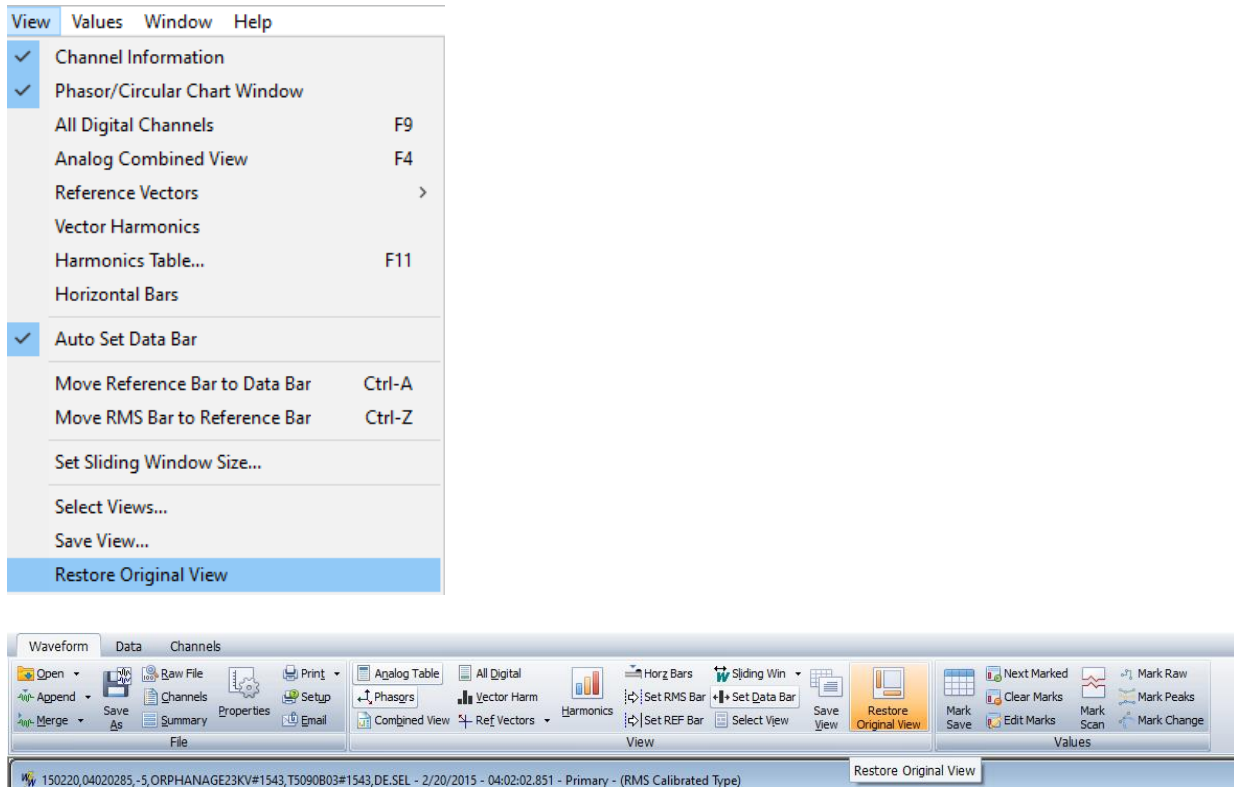 View Values Window Help
Channel Information
Phasor/Circular Chart Window
All Digital Channels F9
Analog Combined View F4
Reference Vectors >
Vector Harmonics
Harmonics Table... F11
Horizontal Bars
Auto Set Data Bar
Move Reference Bar to Data Bar Ctrl-A
Move RMS Bar to Reference Bar Ctrl-Z
Set Sliding Window Size...
Select Views...
Save View...
Restore Original View
Waveform Data Channels
Open Raw File Print Analog Table All Digital Horz Bars Sliding Win Next Marked Mark Raw
Append Channels Setup Phasors Vector Harm Set RMS Bar Set Data Bar Clear Marks Mark Peaks
Merge Save As Summary Properties Email Combined View Ref Vectors Harmonics Set REF Bar Select View Save View Restore Original View Mark Save Edit Marks Mark Scan Mark Change
File View Values
150220,04020285,-5,ORPHANAGE23KV#1543,T5090B03#1543,DE.SEL - 2/20/2015 - 04:02:02.851 - Primary - (RMS Calibrated Type)
Restore Original View